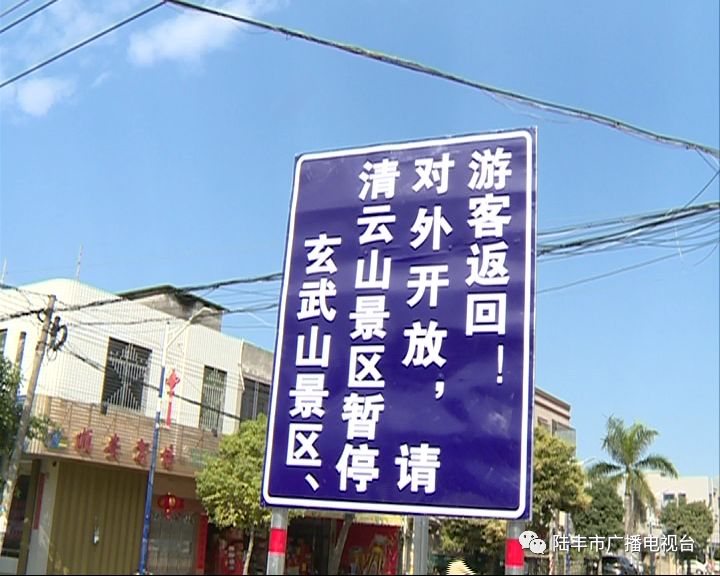 玄武山景区、
清云山景区暂停
对外开放，请
游客返回！
陆丰市广播电视台